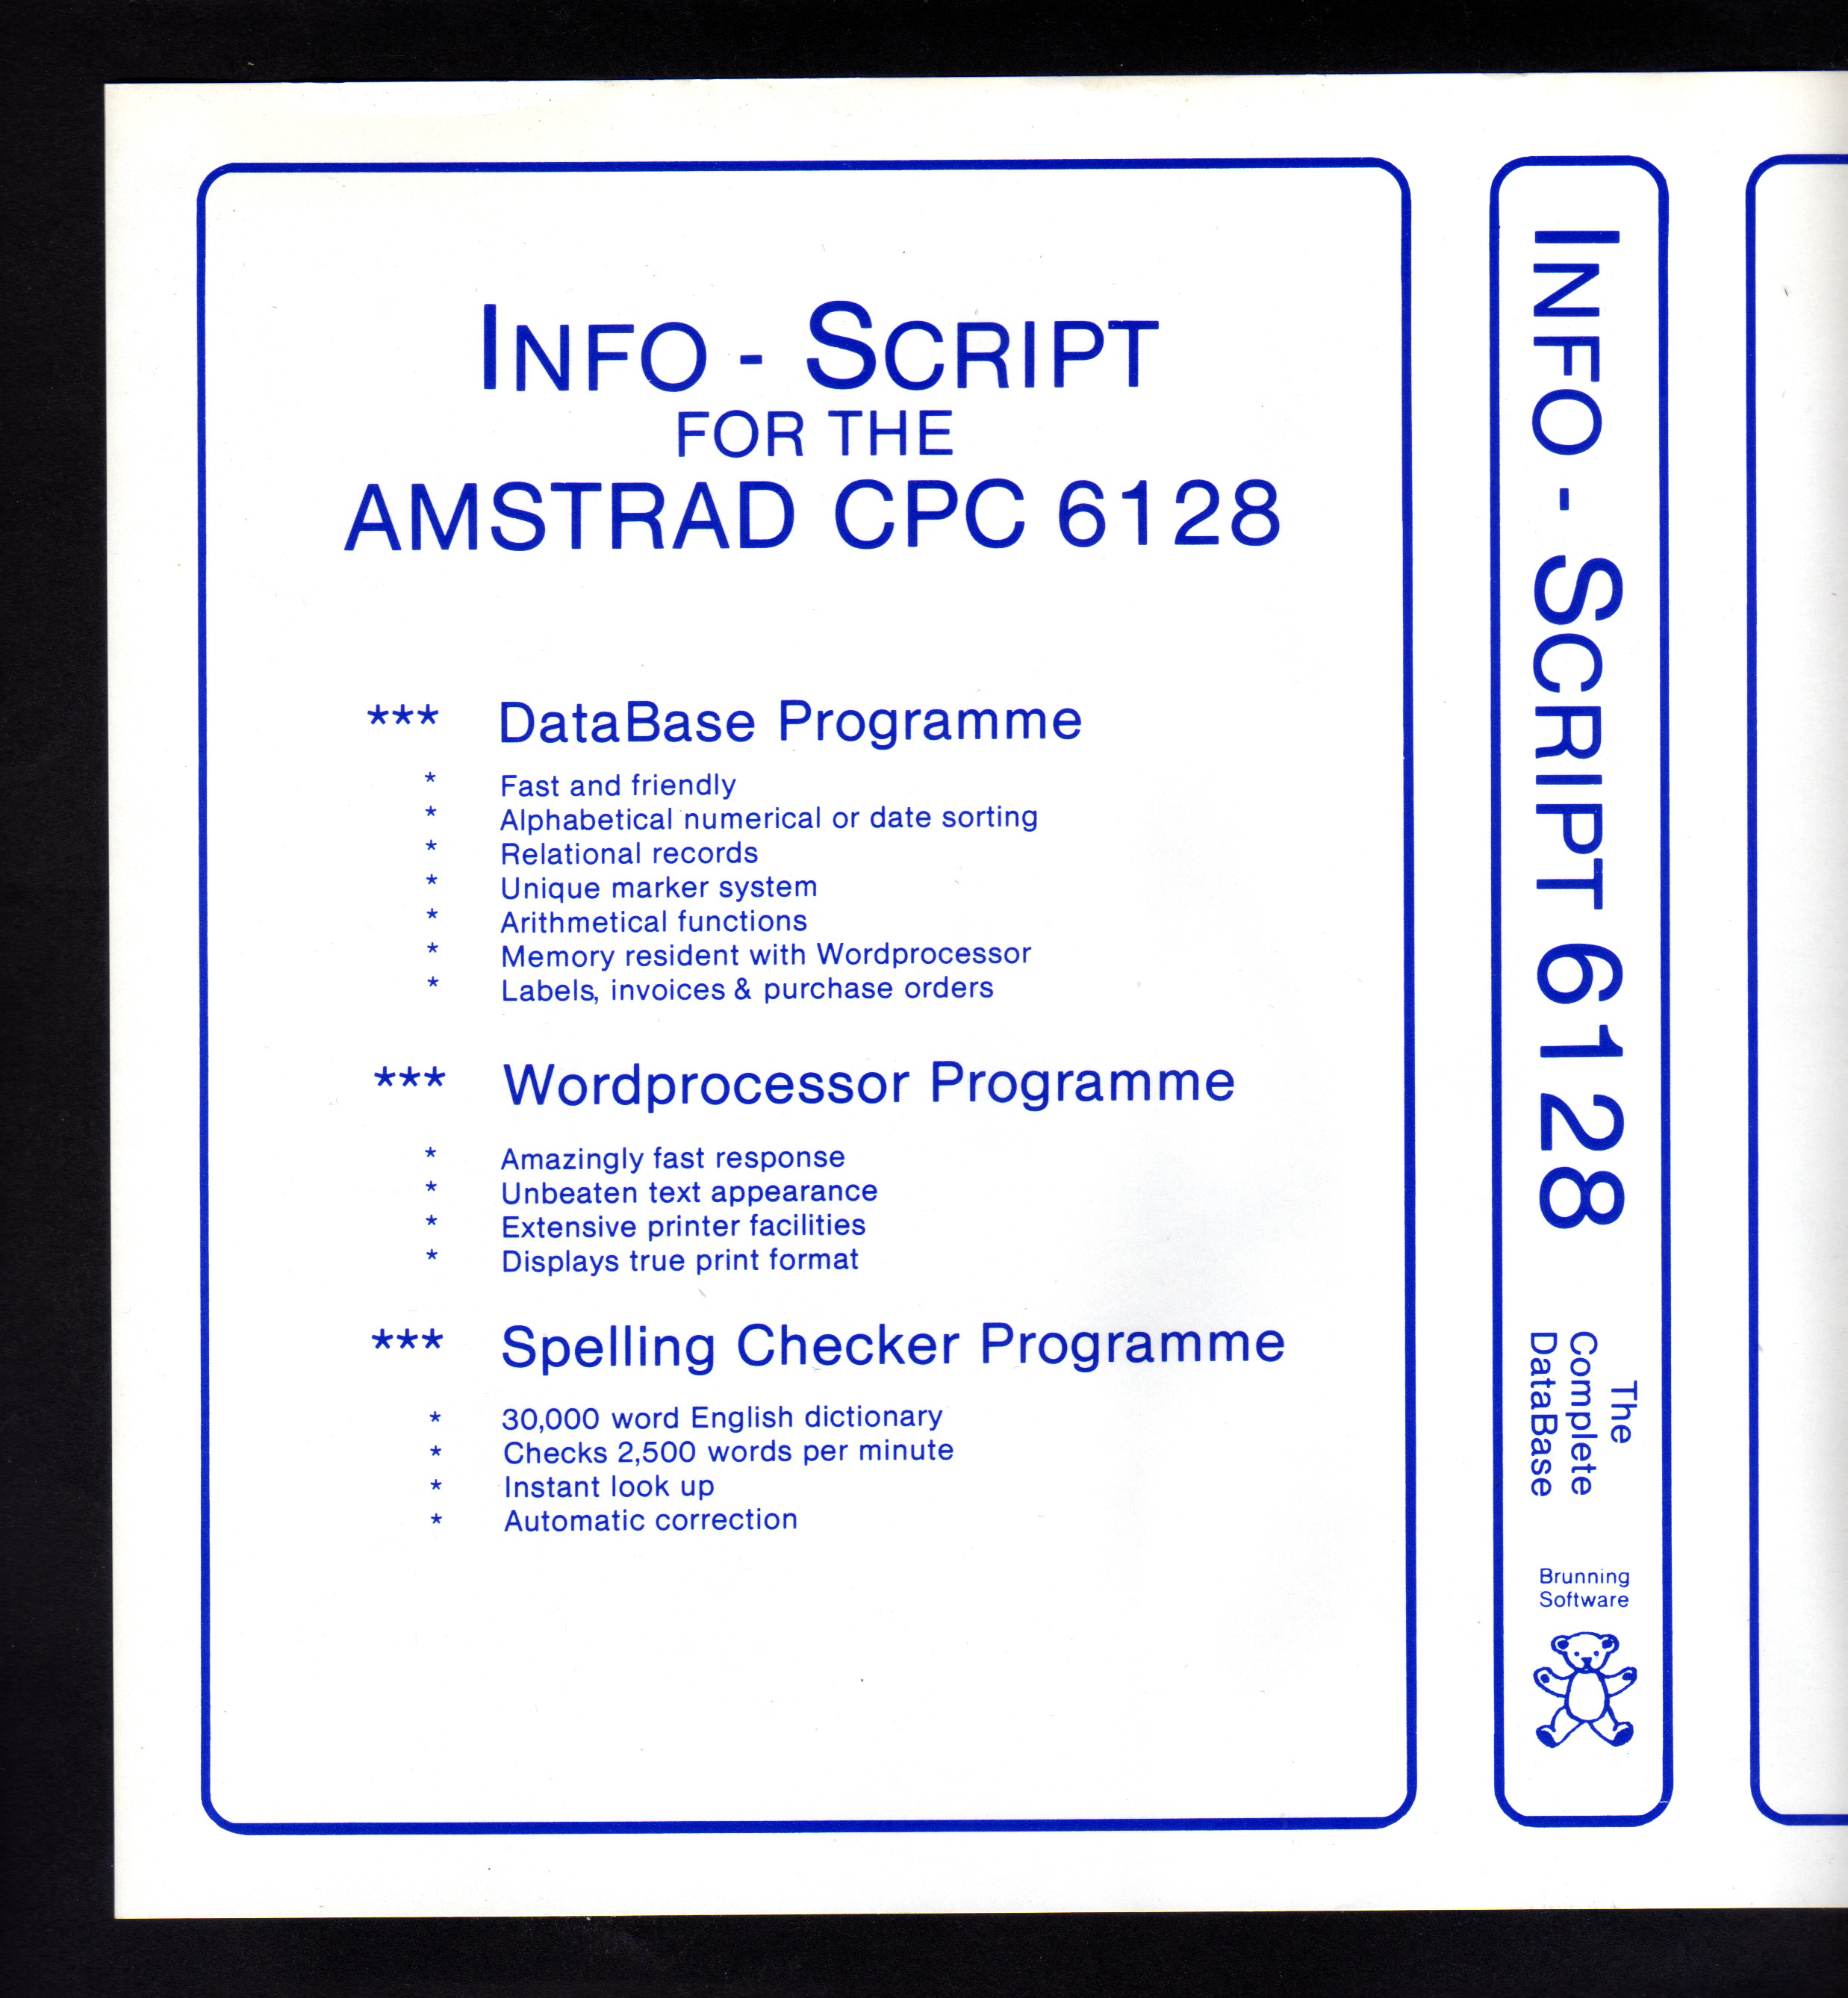 INFO - SCRIPT
FOR THE
AMSTRAD CPC 6128
*** DataBase Programme
* Fast and friendly
* Alphabetical numerical or date sorting
* Relational records
* Unique marker system
* Arithmetical functions
* Memory resident with Wordprocessor
* Labels, invoices & purchase orders
*** Wordprocessor Programme
* Amazingly fast response
* Unbeaten text appearance
* Extensive printer facilities
* Displays true print format
*** Spelling Checker Programme
* 30,000 word English dictionary
* Checks 2,500 words per minute
* Instant look up
* Automatic correction
INFO - SCRIPT 6128
The
Complete
DataBase
Brunning
Software